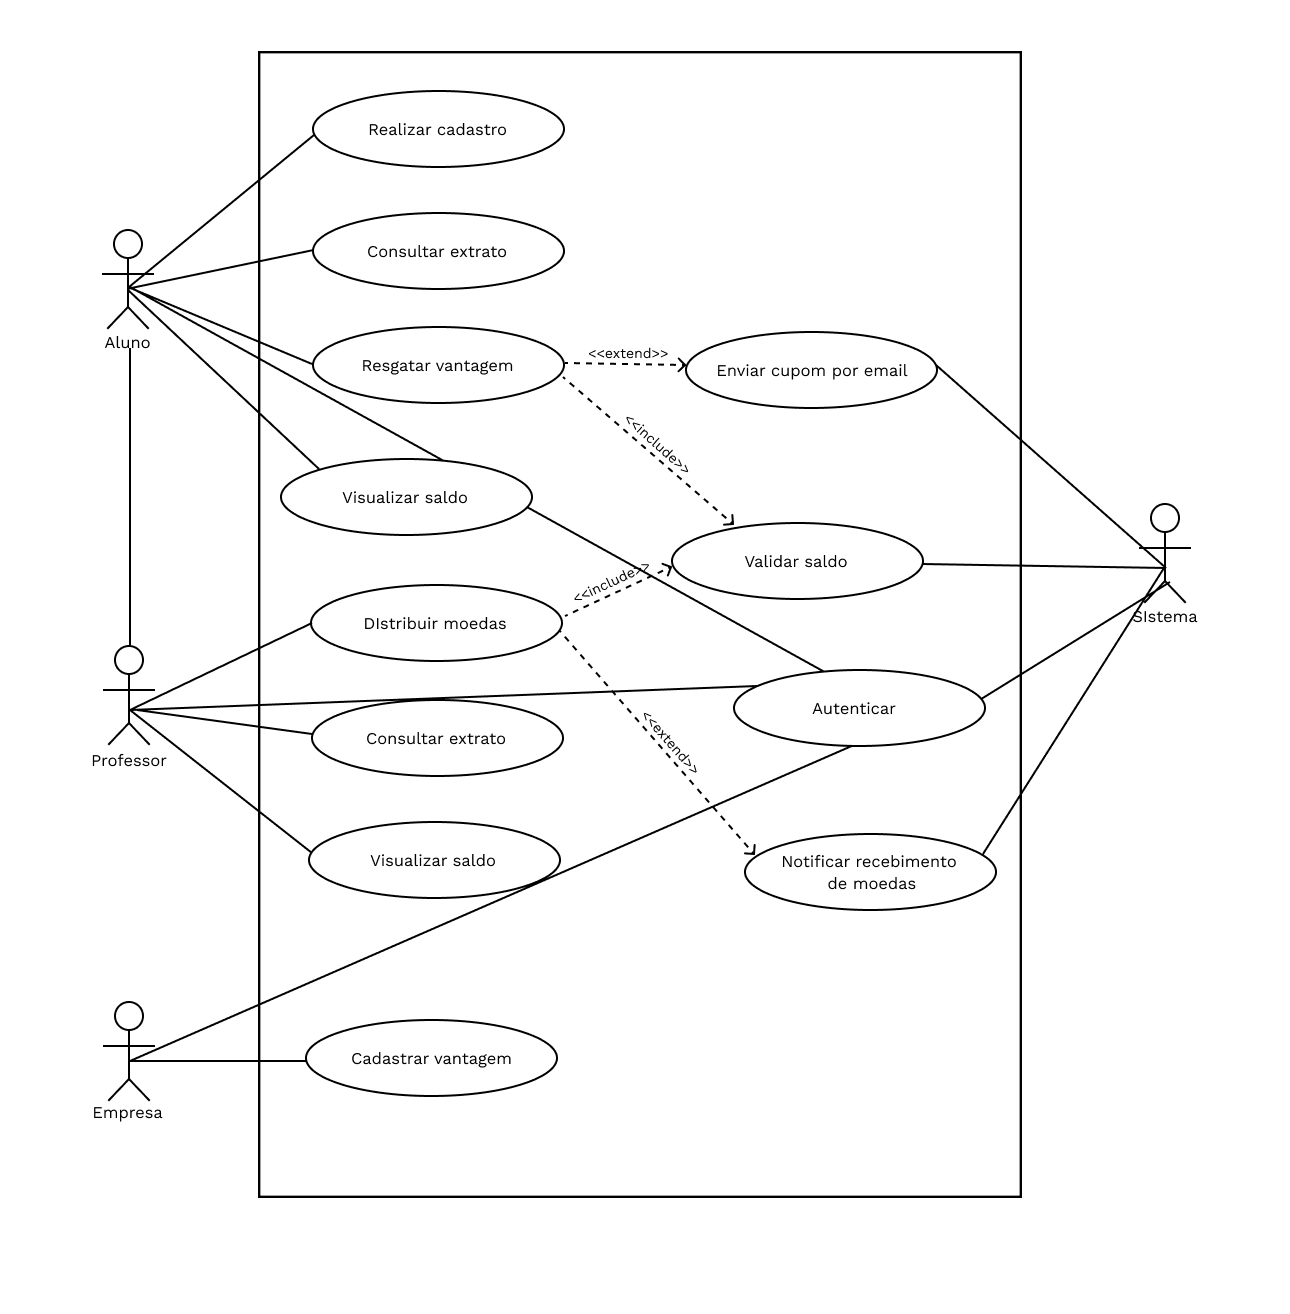 Realizar cadastro
Consultar extrato
Aluno
Resgatar vantagem
<<extend>>
Enviar cupom por email
<<include>>
Visualizar saldo
Validar saldo
<<include>>
DIstribuir moedas
SIstema
Autenticar
Consultar extrato
<<extend>>
Professor
Visualizar saldo
Notificar recebimento
de moedas
Cadastrar vantagem
Empresa